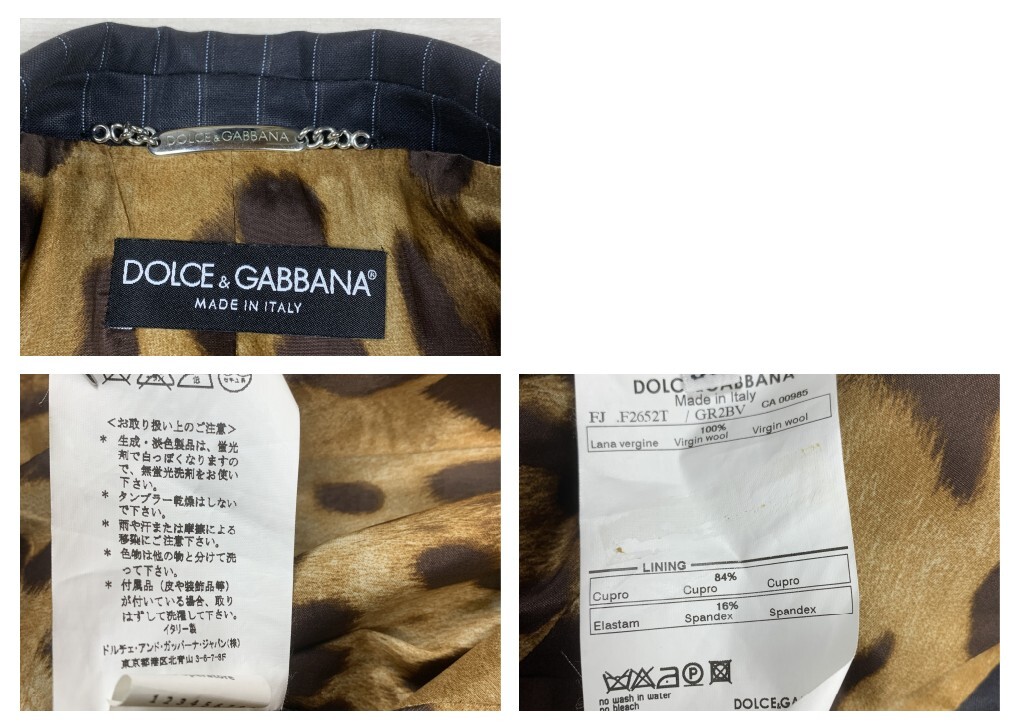 DOLCE&GABBANA
DOLCE&GABBANA®
MADE IN ITALY
<お取り扱い上のご注意>
* 生成・淡色製品は、蛍光
剤で白っぽくなりますの
で、無蛍光洗剤をお使い
下さい。
* タンブラー乾燥はしない
で下さい。
* 雨や汗または摩擦による
移染にご注意下さい。
* 色物は他の物と分けて洗
って下さい。
* 付属品（皮や装飾品等）
が付いている場合、取り
はずして洗濯して下さい。
イタリー製
ドルチェ・アンド・ガッバーナ・ジャパン(株)
東京都港区北青山3-6-7-8F
DOLC GABBANA
Made in Italy
FJ .F2652T / GR2BV CA 00985
100%
Lana vergine Virgin wool Virgin wool
LINING
84%
Cupro Cupro Cupro
16%
Elastam Spandex Spandex
no wash in water
no bleach
DOLCE&GA